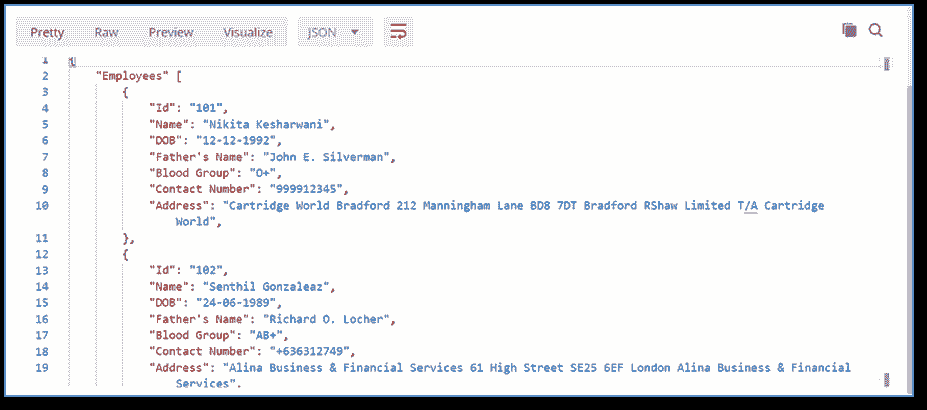 Pretty Raw Preview Visualize JSON
1 {
2 "Employees" [
3 {
4 "Id": "101",
5 "Name": "Nikita Kesharwani",
6 "DOB": "12-12-1992",
7 "Father's Name": "John E. Silverman",
8 "Blood Group": "O+",
9 "Contact Number": "999912345",
10 "Address": "Cartridge World Bradford 212 Manningham Lane BD8 7DT Bradford RShaw Limited T/A Cartridge
World",
11 },
12 {
13 "Id": "102",
14 "Name": "Senthil Gonzaleaz",
15 "DOB": "24-06-1989",
16 "Father's Name": "Richard O. Locher",
17 "Blood Group": "AB+",
18 "Contact Number": "+636312749",
19 "Address": "Alina Business & Financial Services 61 High Street SE25 6EF London Alina Business & Financial
Services",